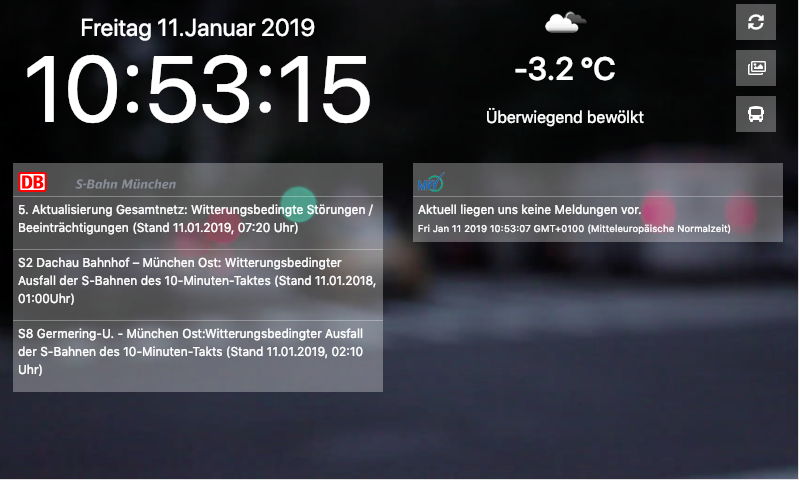 Freitag 11.Januar 2019
10:53:15
-3.2 °C
Überwiegend bewölkt
DB S-Bahn München
5. Aktualisierung Gesamtnetz: Witterungsbedingte Störungen /
Beeinträchtigungen (Stand 11.01.2019, 07:20 Uhr)
S2 Dachau Bahnhof – München Ost: Witterungsbedingter
Ausfall der S-Bahnen des 10-Minuten-Taktes (Stand 11.01.2018,
01:00Uhr)
S8 Germering-U. - München Ost:Witterungsbedingter Ausfall
der S-Bahnen des 10-Minuten-Takts (Stand 11.01.2019, 02:10
Uhr)
Aktuell liegen uns keine Meldungen vor.
Fri Jan 11 2019 10:53:07 GMT+0100 (Mitteleuropäische Normalzeit)